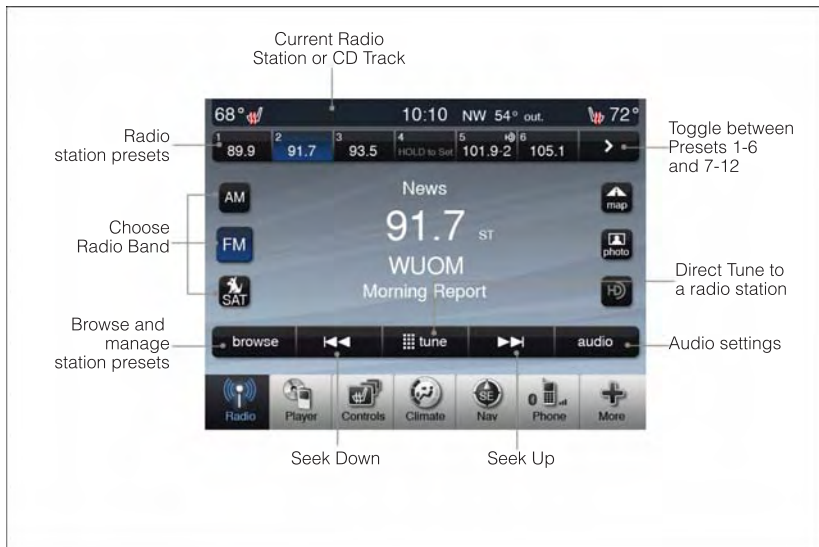 Current Radio
Station or CD Track
68° 10:10 NW 54° out. 72°
Radio
station presets
1 89.9 2 91.7 3 93.5 4 HOLD to Set 5 HD 101.9-2 6 105.1 >
Toggle between
Presets 1-6
and 7-12
Choose
Radio Band
AM
FM
SAT
News
91.7 ST
WUOM
Morning Report
map
photo
HD
Direct Tune to
a radio station
Browse and
manage
station presets
browse tune audio
Audio settings
Radio Player Controls Climate SE Nav Phone More
Seek Down Seek Up